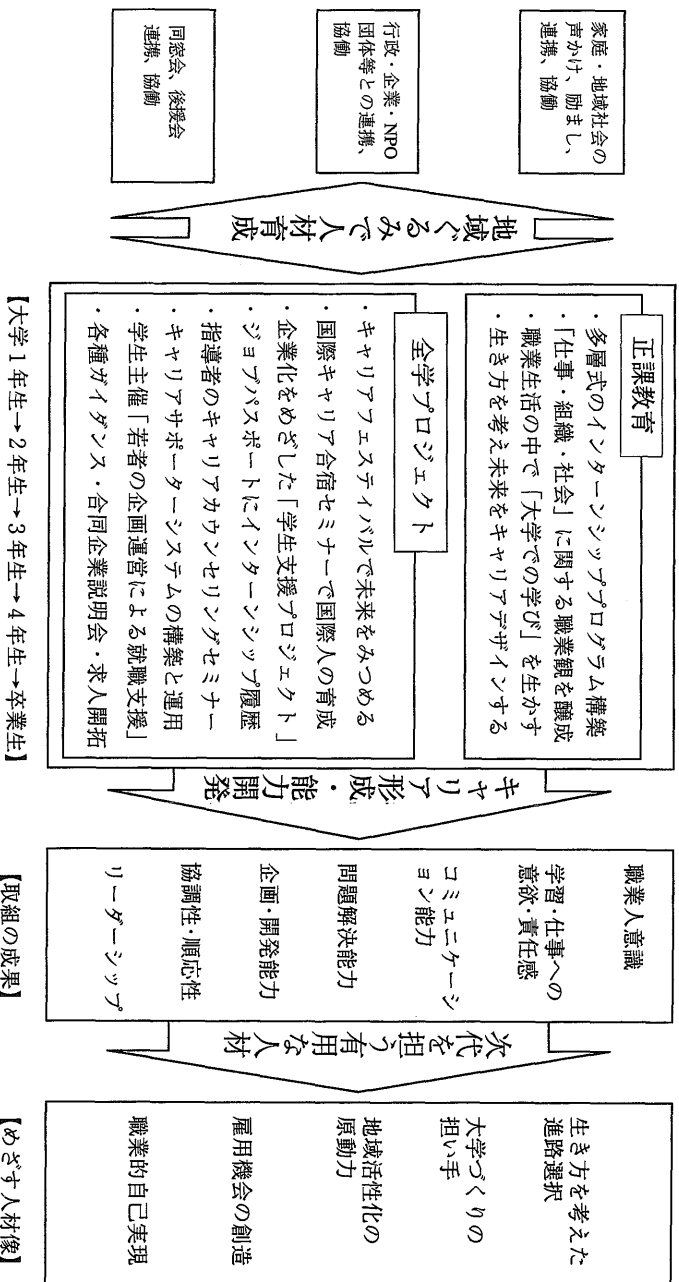 家庭・地域社会の
声かけ、励まし、
連携、協働
行政・企業・NPO
団体等との連携、
協働
同窓会、後援会
連携、協働
地域ぐるみで人材育成
正課教育
・多層式のインターンシッププログラム構築
・「仕事・組織・社会」に関する職業観を醸成
・職業生活の中で「大学での学び」を生かす
・生き方を考え未来をキャリアデザインする
全学プロジェクト
・キャリアフェスティバルで未来をみつめる
・国際キャリア合宿セミナーで国際人の育成
・企業化をめざした「学生支援プロジェクト」
・ジョブパスポートにインターンシップ履歴
・指導者のキャリアカウンセリングセミナー
・キャリアサポーターシステムの構築と運用
・学生主催「若者の企画運営による就職支援」
・各種ガイダンス・合同企業説明会・求人開拓
【大学1年生→2年生→3年生→4年生→卒業生】
キャリア形成・能力開発
職業人意識
学習・仕事への
意欲・責任感
コミュニケーシ
ョン能力
問題解決能力
企画・開発能力
協調性・順応性
リーダーシップ
【取組の成果】
次代を担う有用な人材
生き方を考えた
進路選択
大学づくりの
担い手
地域活性化の
原動力
雇用機会の創造
職業的自己実現
【めざす人材像】